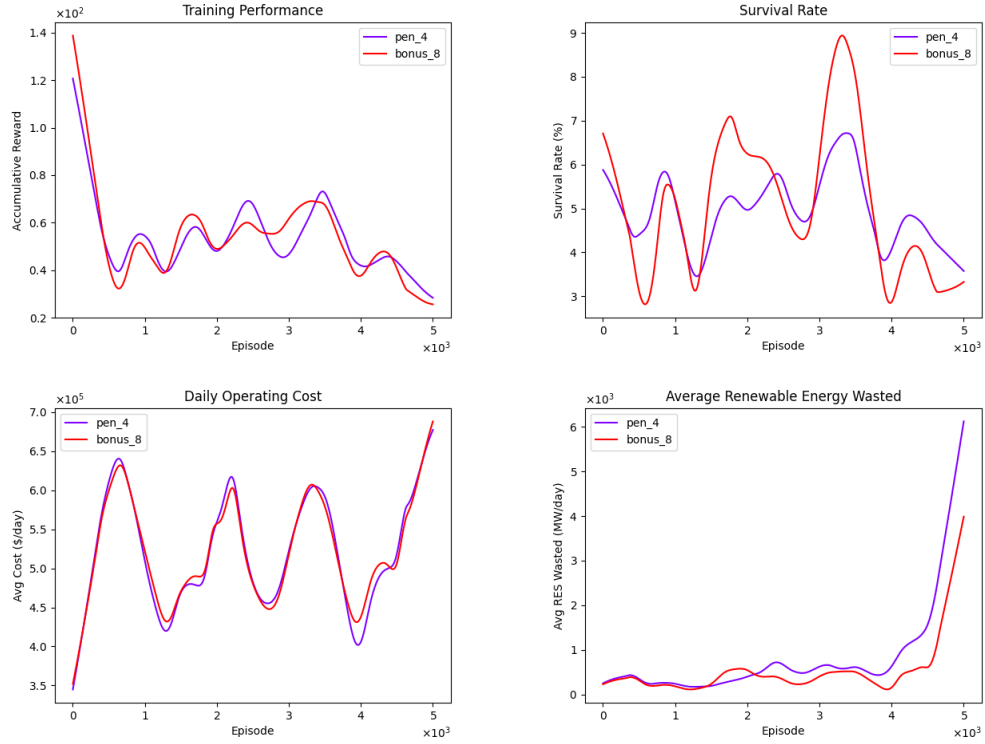 Training Performance
×10²
1.4
1.2
1.0
0.8
0.6
0.4
0.2
Accumulative Reward
pen_4
bonus_8
0 1 2 3 4 5
Episode
×10³
Survival Rate
9
8
7
6
5
4
3
Survival Rate (%)
pen_4
bonus_8
0 1 2 3 4 5
Episode
×10³
Daily Operating Cost
×10⁵
7.0
6.5
6.0
5.5
5.0
4.5
4.0
3.5
Avg Cost ($/day)
pen_4
bonus_8
0 1 2 3 4 5
Episode
×10³
Average Renewable Energy Wasted
×10³
6
5
4
3
2
1
0
Avg RES Wasted (MW/day)
pen_4
bonus_8
0 1 2 3 4 5
Episode
×10³